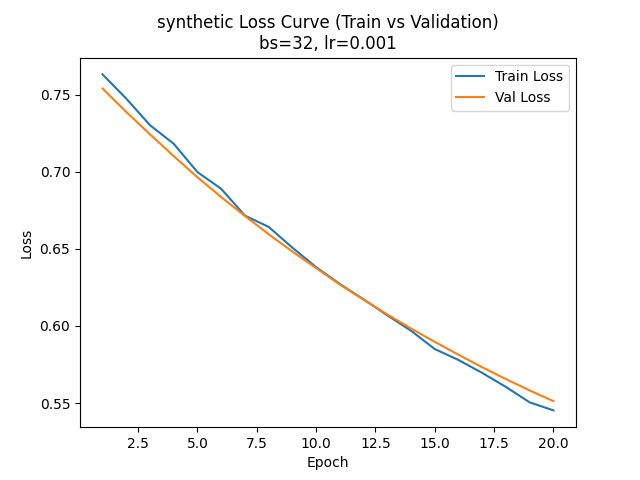 synthetic Loss Curve (Train vs Validation)
bs=32, lr=0.001
Train Loss
Val Loss
0.75
0.70
0.65
0.60
0.55
Loss
2.5 5.0 7.5 10.0 12.5 15.0 17.5 20.0
Epoch